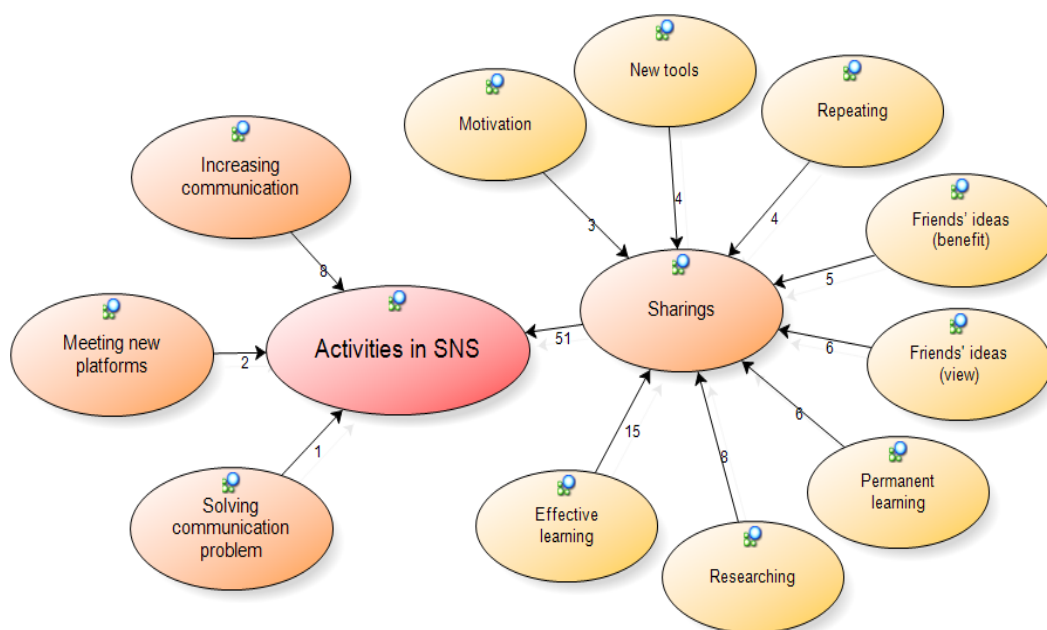 New tools
Motivation
Repeating
Increasing
communication
Friends' ideas
(benefit)
3
4
4
5
8
Sharings
Meeting new
platforms
2
Activities in SNS
51
6
Friends' ideas
(view)
1
15
8
6
Solving
communication
problem
Effective
learning
Researching
Permanent
learning